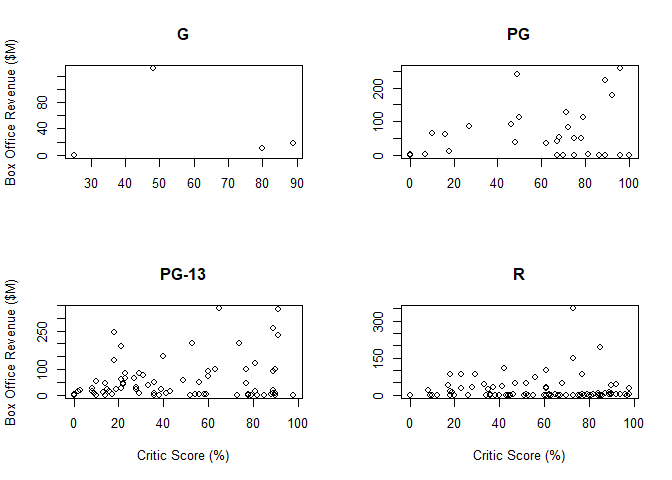 G
PG
Box Office Revenue ($M)
0 40 80
0 100 200
30 40 50 60 70 80 90
0 20 40 60 80 100
PG-13
R
Box Office Revenue ($M)
0 100 250
0 150 300
0 20 40 60 80 100
0 20 40 60 80 100
Critic Score (%)
Critic Score (%)